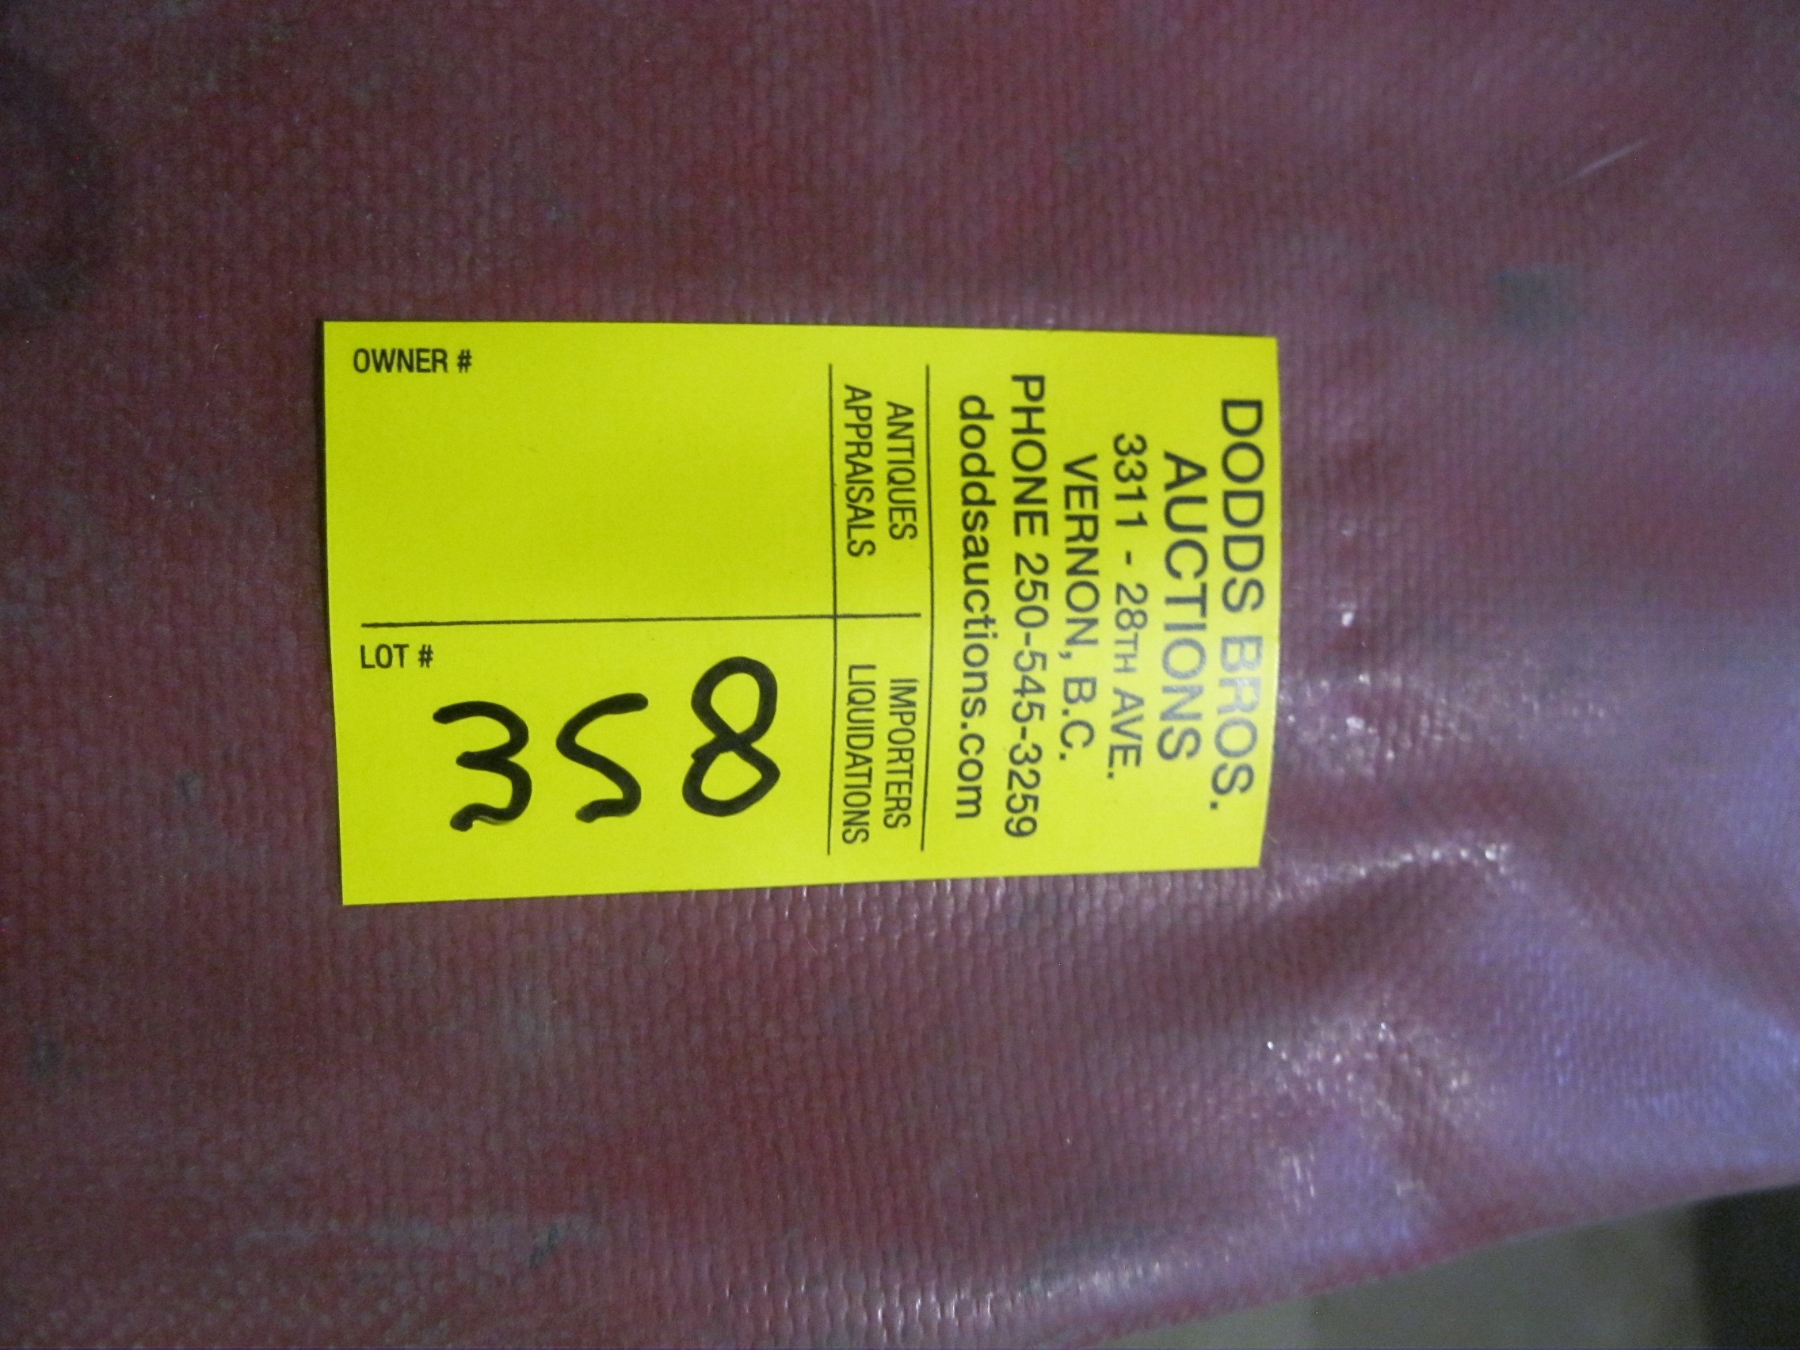 DODDS BROS.
AUCTIONS
3311 - 28TH AVE.
VERNON, B.C.
PHONE 250-545-3259
doddsauctions.com
ANTIQUES IMPORTERS
APPRAISALS LIQUIDATIONS
OWNER #
LOT #
358